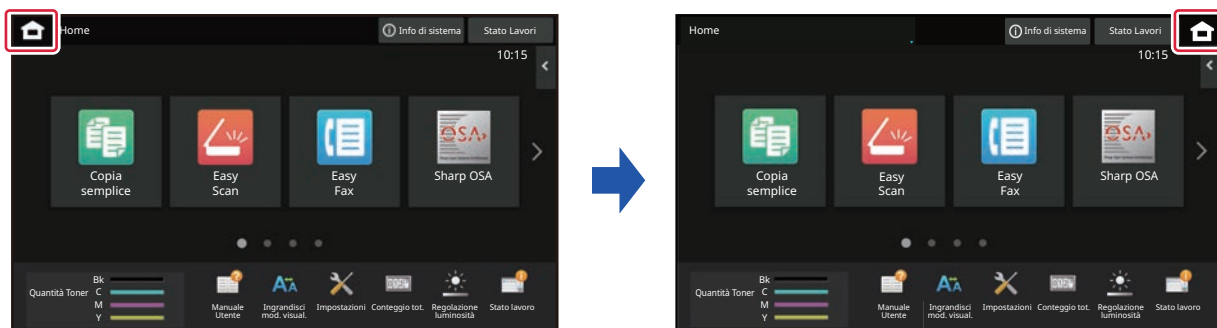 Home
Info di sistema
Stato Lavori
10:15
Copia
semplice
Easy
Scan
Easy
Fax
OSA
Sharp OSA
Quantità Toner
Bk
C
M
Y
Manuale
Utente
Ingrandisci
mod. visual.
Impostazioni
Conteggio tot.
Regolazione
luminosità
Stato lavoro
Home
Info di sistema
Stato Lavori
10:15
Copia
semplice
Easy
Scan
Easy
Fax
OSA
Sharp OSA
Quantità Toner
Bk
C
M
Y
Manuale
Utente
Ingrandisci
mod. visual.
Impostazioni
Conteggio tot.
Regolazione
luminosità
Stato lavoro